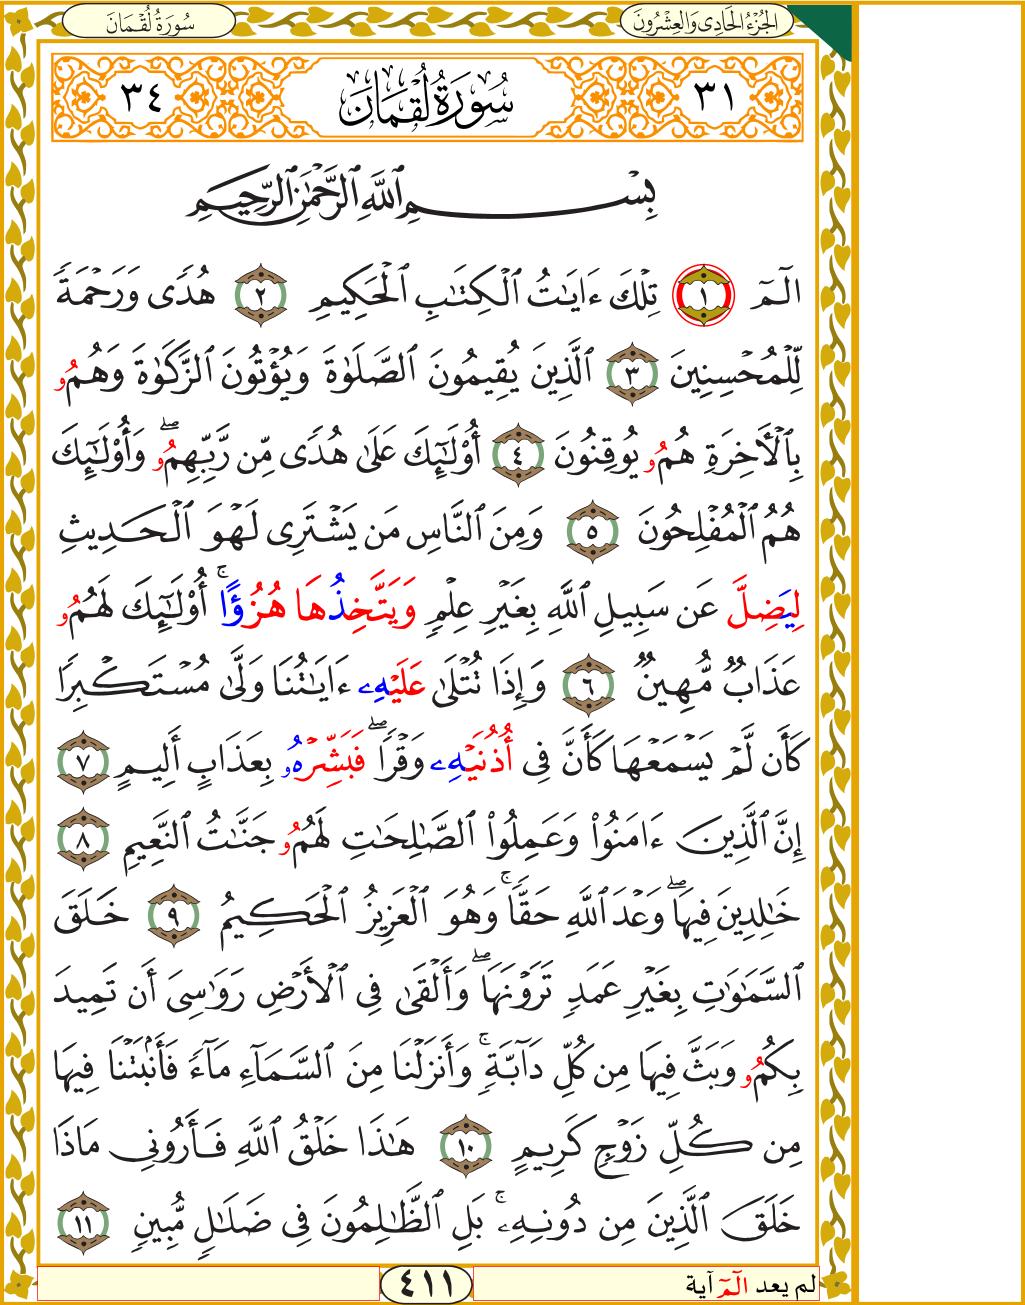 الجُزْءُ الحَادِى وَالعِشْرُونَ
سُورَةُ لُقْمَانَ
٣١
سُورَةُ لُقْمَانَ
٣٤
بِسْمِ ٱللَّهِ ٱلرَّحْمَٰنِ ٱلرَّحِيمِ
الٓمٓ ١ تِلْكَ ءَايَٰتُ ٱلْكِتَٰبِ ٱلْحَكِيمِ ٢ هُدًى وَرَحْمَةً
لِّلْمُحْسِنِينَ ٣ ٱلَّذِينَ يُقِيمُونَ ٱلصَّلَوٰةَ وَيُؤْتُونَ ٱلزَّكَوٰةَ وَهُمُو
بِٱلْأَخِرَةِ هُمُو يُوقِنُونَ ٤ أُوْلَٰٓئِكَ عَلَىٰ هُدًى مِّن رَّبِّهِمُوۖ وَأُوْلَٰٓئِكَ
هُمُ ٱلْمُفْلِحُونَ ٥ وَمِنَ ٱلنَّاسِ مَن يَشْتَرِى لَهْوَ ٱلْحَدِيثِ
لِيَضِلَّ عَن سَبِيلِ ٱللَّهِ بِغَيْرِ عِلْمٍ وَيَتَّخِذُهَا هُزُؤًاۚ أُوْلَٰٓئِكَ لَهُمُو
عَذَابٌ مُّهِينٌ ٦ وَإِذَا تُتْلَىٰ عَلَيْهِۦ ءَايَٰتُنَا وَلَّىٰ مُسْتَكْبِرًا
كَأَن لَّمْ يَسْمَعْهَا كَأَنَّ فِى أُذُنَيْهِۦ وَقْرًاۖ فَبَشِّرْهُۥ بِعَذَابٍ أَلِيمٍ ٧
إِنَّ ٱلَّذِينَ ءَامَنُواْ وَعَمِلُواْ ٱلصَّٰلِحَٰتِ لَهُمُو جَنَّٰتُ ٱلنَّعِيمِ ٨
خَٰلِدِينَ فِيهَاۖ وَعْدَ ٱللَّهِ حَقًّاۚ وَهُوَ ٱلْعَزِيزُ ٱلْحَكِيمُ ٩ خَلَقَ
ٱلسَّمَٰوَٰتِ بِغَيْرِ عَمَدٍ تَرَوْنَهَاۖ وَأَلْقَىٰ فِى ٱلْأَرْضِ رَوَٰسِىَ أَن تَمِيدَ
بِكُمُو وَبَثَّ فِيهَا مِن كُلِّ دَآبَّةٍۚ وَأَنزَلْنَا مِنَ ٱلسَّمَآءِ مَآءً فَأَنۢبَتْنَا فِيهَا
مِن كُلِّ زَوْجٍ كَرِيمٍ ١٠ هَٰذَا خَلْقُ ٱللَّهِ فَأَرُونِى مَاذَا
خَلَقَ ٱلَّذِينَ مِن دُونِهِۦۚ بَلِ ٱلظَّٰلِمُونَ فِى ضَلَٰلٍ مُّبِينٍ ١١
لم يعد الٓمٓ آية
٤١١